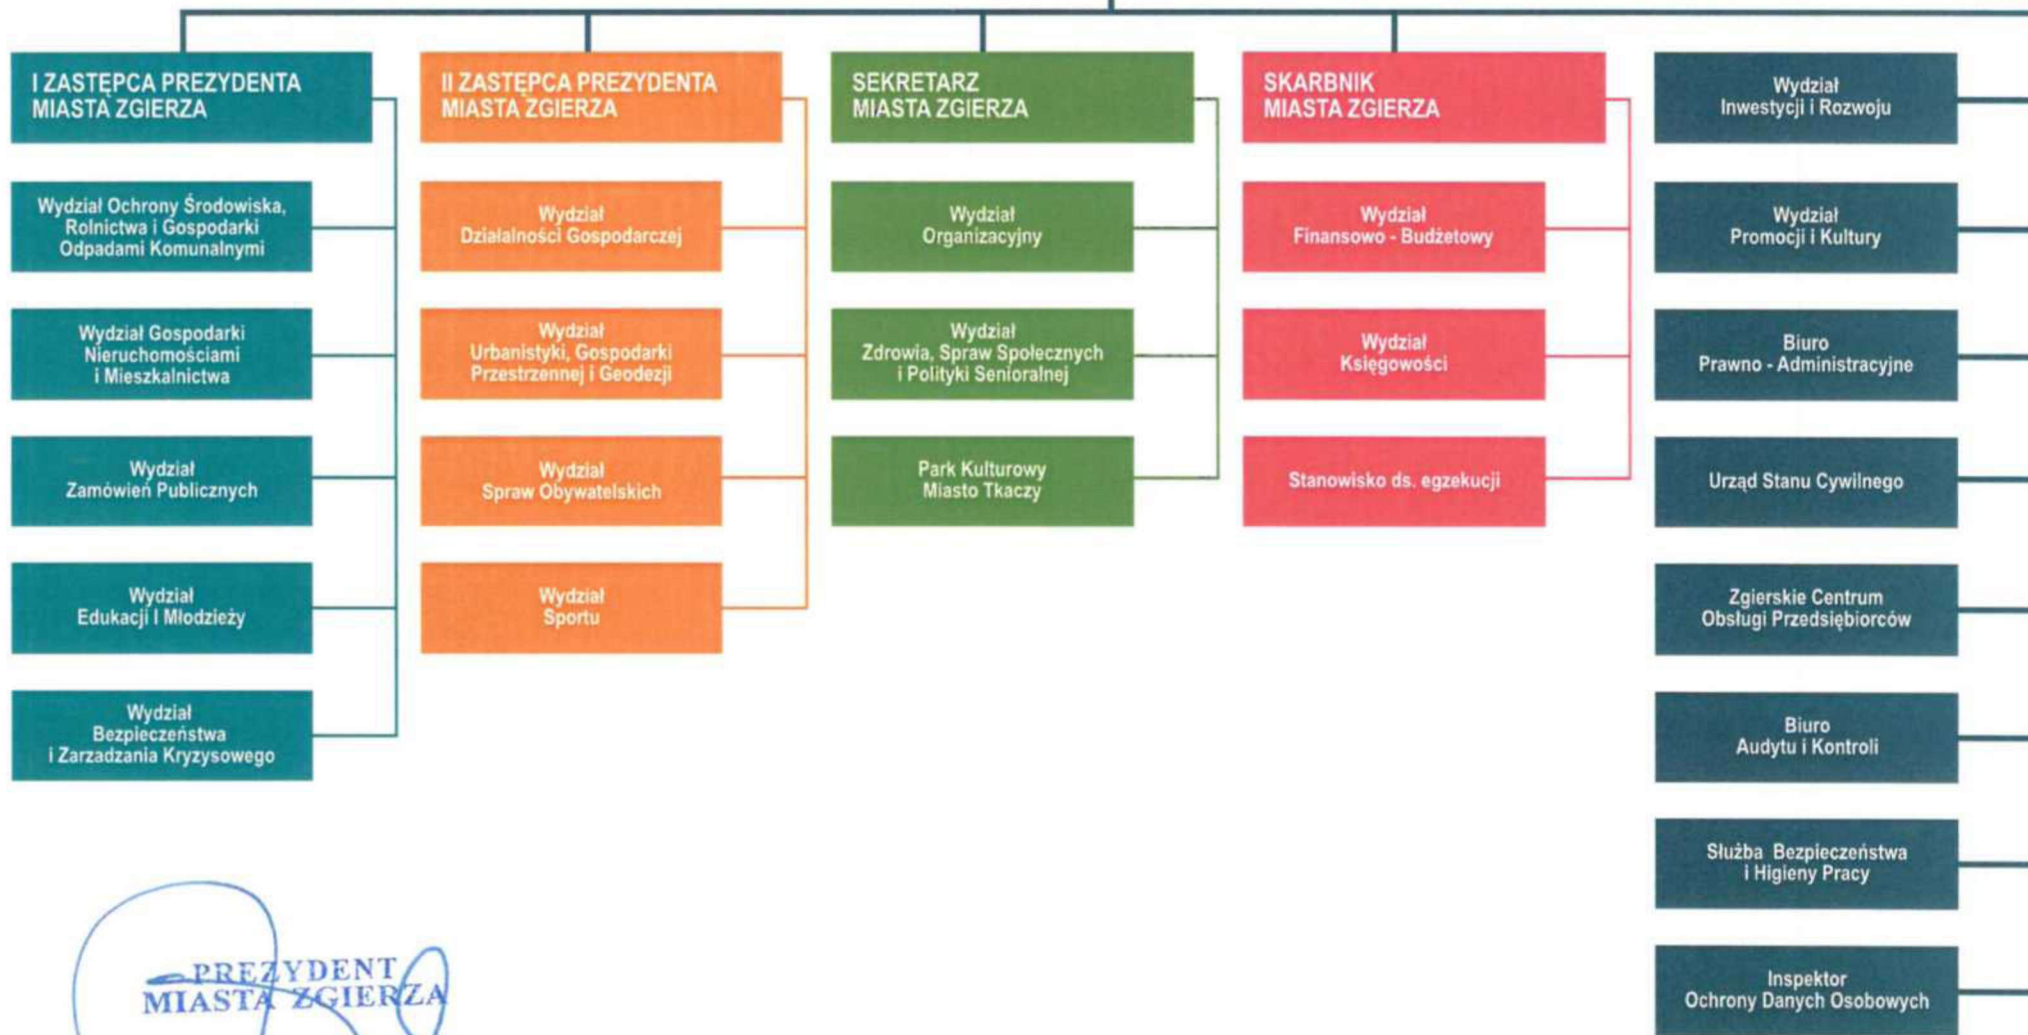 I ZASTĘPCA PREZYDENTA
MIASTA ZGIERZA
Wydział Ochrony Środowiska,
Rolnictwa i Gospodarki
Odpadami Komunalnymi
Wydział Gospodarki
Nieruchomościami
i Mieszkalnictwa
Wydział
Zamówień Publicznych
Wydział
Edukacji I Młodzieży
Wydział
Bezpieczeństwa
i Zarzadzania Kryzysowego
II ZASTĘPCA PREZYDENTA
MIASTA ZGIERZA
Wydział
Działalności Gospodarczej
Wydział
Urbanistyki, Gospodarki
Przestrzennej i Geodezji
Wydział
Spraw Obywatelskich
Wydział
Sportu
SEKRETARZ
MIASTA ZGIERZA
Wydział
Organizacyjny
Wydział
Zdrowia, Spraw Społecznych
i Polityki Senioralnej
Park Kulturowy
Miasto Tkaczy
SKARBNIK
MIASTA ZGIERZA
Wydział
Finansowo - Budżetowy
Wydział
Księgowości
Stanowisko ds. egzekucji
Wydział
Inwestycji i Rozwoju
Wydział
Promocji i Kultury
Biuro
Prawno - Administracyjne
Urząd Stanu Cywilnego
Zgierskie Centrum
Obsługi Przedsiębiorców
Biuro
Audytu i Kontroli
Służba Bezpieczeństwa
i Higieny Pracy
Inspektor
Ochrony Danych Osobowych
PREZYDENT
MIASTA ZGIERZA